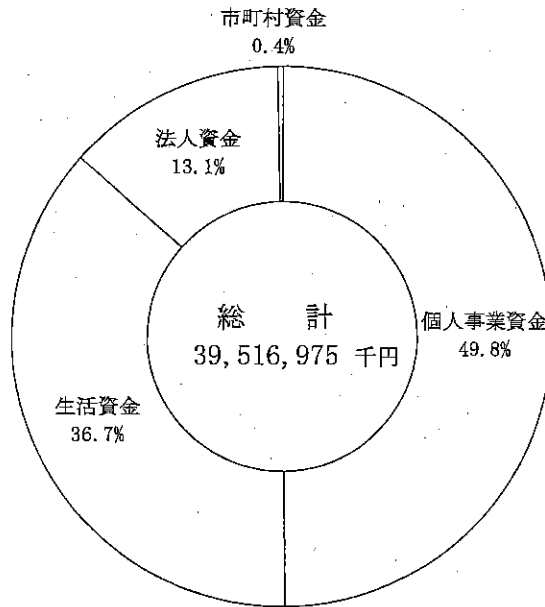 市町村資金
0.4%
法人資金
13.1%
総 計
39,516,975 千円
個人事業資金
49.8%
生活資金
36.7%